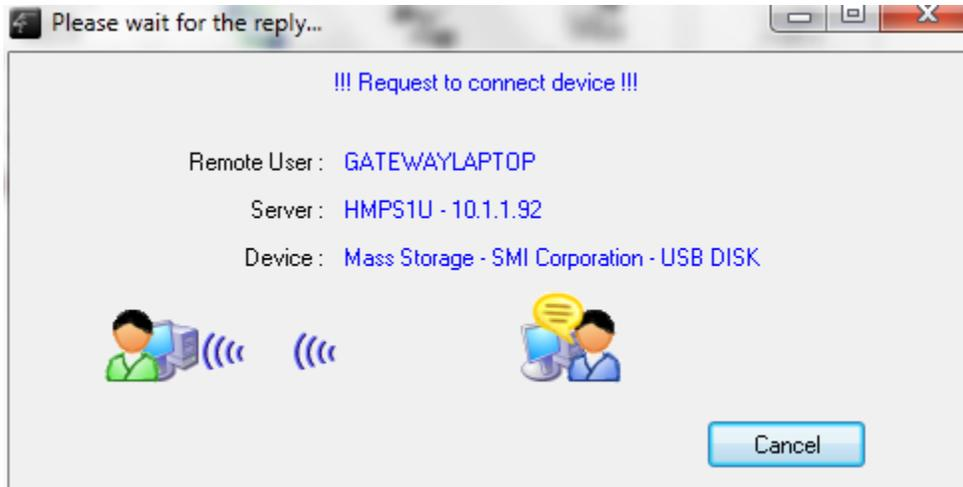 Please wait for the reply...
!!! Request to connect device !!!
Remote User : GATEWAYLAPTOP
Server : HMPS1U - 10.1.1.92
Device : Mass Storage - SMI Corporation - USB DISK
Cancel